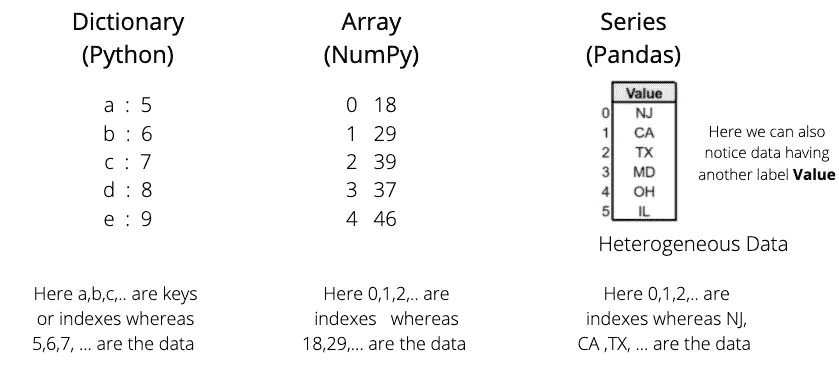 Dictionary
(Python)
a : 5
b : 6
c : 7
d : 8
e : 9
Here a,b,c,.. are keys
or indexes whereas
5,6,7, ... are the data
Array
(NumPy)
0 18
1 29
2 39
3 37
4 46
Here 0,1,2,.. are
indexes whereas
18,29,... are the data
Series
(Pandas)
Value
0 NJ
1 CA
2 TX
3 MD
4 OH
5 IL
Here we can also
notice data having
another label Value
Heterogeneous Data
Here 0,1,2,.. are
indexes whereas NJ,
CA ,TX, ... are the data